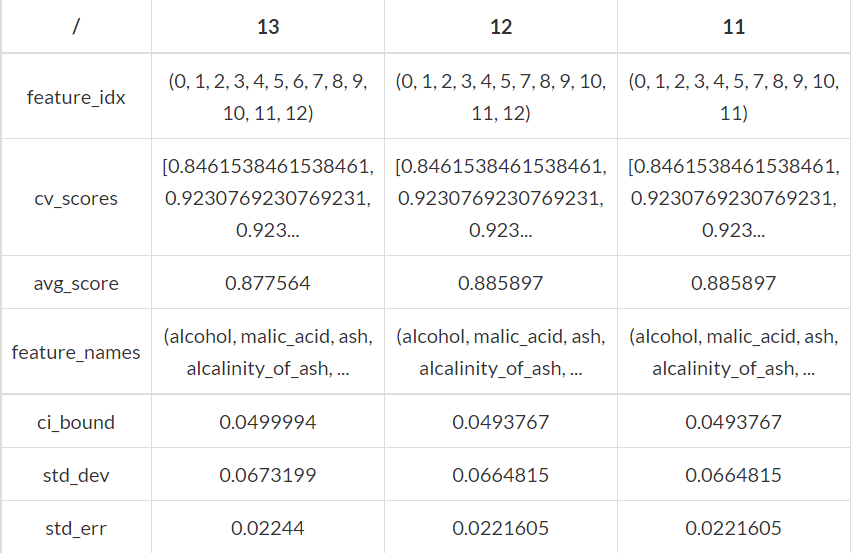 / 13 12 11
feature_idx (0, 1, 2, 3, 4, 5, 6, 7, 8, 9, 10, 11, 12) (0, 1, 2, 3, 4, 5, 7, 8, 9, 10, 11, 12) (0, 1, 2, 3, 4, 5, 7, 8, 9, 10, 11)
cv_scores [0.8461538461538461, 0.9230769230769231, 0.923... [0.8461538461538461, 0.9230769230769231, 0.923... [0.8461538461538461, 0.9230769230769231, 0.923...
avg_score 0.877564 0.885897 0.885897
feature_names (alcohol, malic_acid, ash, alcalinity_of_ash, ... (alcohol, malic_acid, ash, alcalinity_of_ash, ... (alcohol, malic_acid, ash, alcalinity_of_ash, ...
ci_bound 0.0499994 0.0493767 0.0493767
std_dev 0.0673199 0.0664815 0.0664815
std_err 0.02244 0.0221605 0.0221605